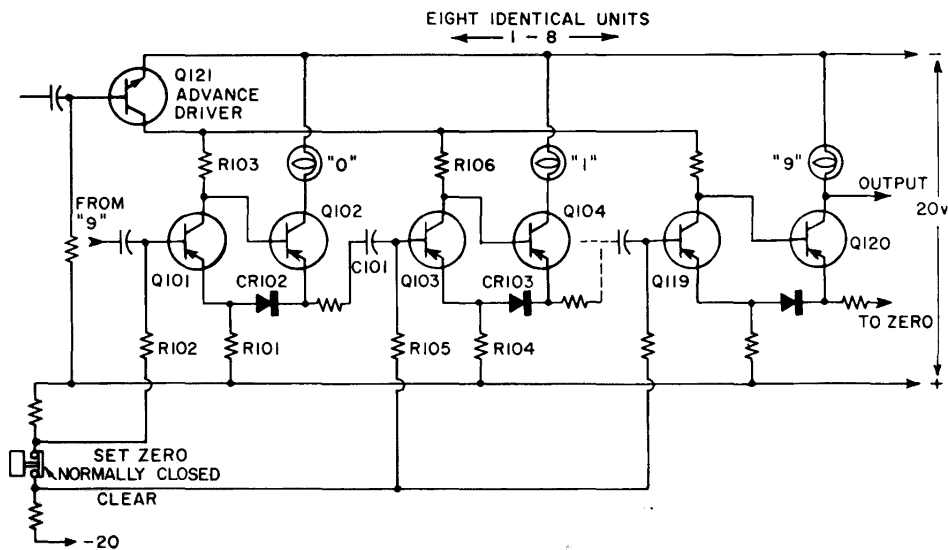 EIGHT IDENTICAL UNITS
1 - 8
Q121
ADVANCE
DRIVER
-
R103
"0"
R106
"1"
"9"
FROM
"9"
Q102
Q104
OUTPUT
20v
Q120
Q101
CR102
C101
Q103
CR103
Q119
TO ZERO
R102
R101
R105
R104
+
SET ZERO
NORMALLY CLOSED
CLEAR
-20